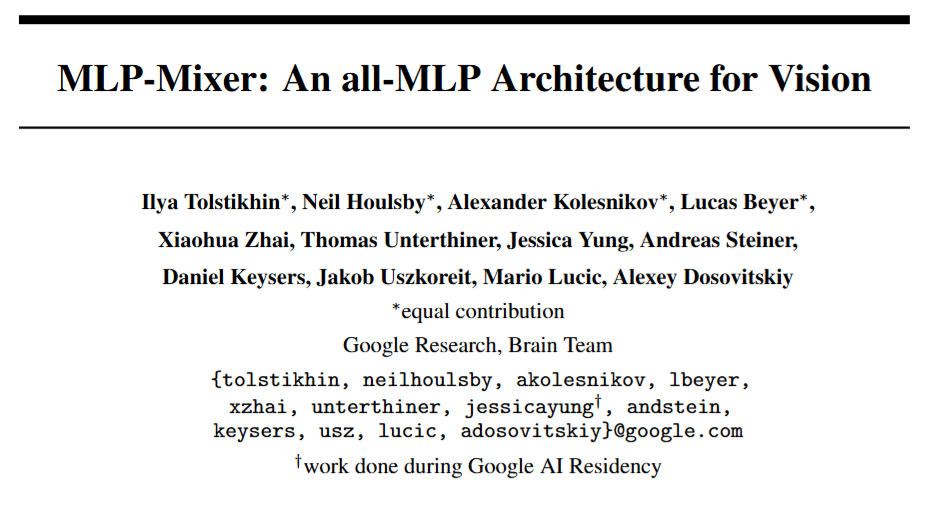 MLP-Mixer: An all-MLP Architecture for Vision
Ilya Tolstikhin*, Neil Houlsby*, Alexander Kolesnikov*, Lucas Beyer*,
Xiaohua Zhai, Thomas Unterthiner, Jessica Yung, Andreas Steiner,
Daniel Keysers, Jakob Uszkoreit, Mario Lucic, Alexey Dosovitskiy
*equal contribution
Google Research, Brain Team
{tolstikhin, neilhoulsby, akolesnikov, lbeyer,
xzhai, unterthiner, jessicayung†, andstein,
keysers, usz, lucic, adosovitskiy}@google.com
†work done during Google AI Residency